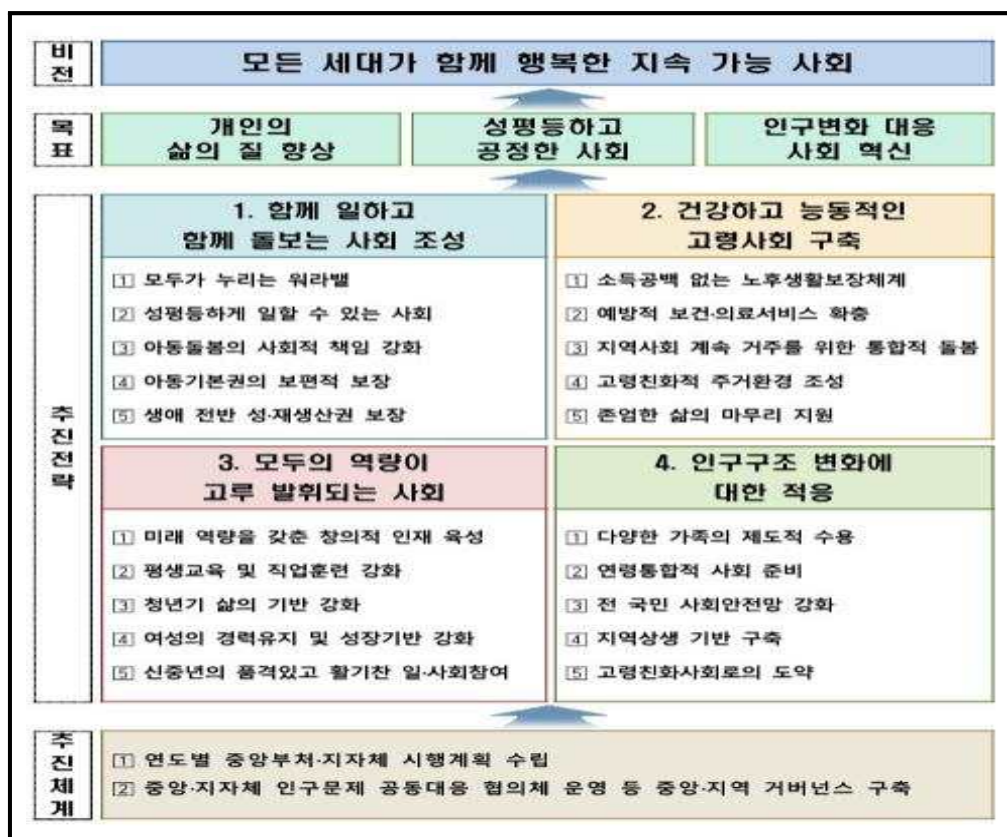 비전
모든 세대가 함께 행복한 지속 가능 사회
목표
개인의
삶의 질 향상
성평등하고
공정한 사회
인구변화 대응
사회 혁신
추진전략
1. 함께 일하고
함께 돌보는 사회 조성
1 모두가 누리는 워라밸
2 성평등하게 일할 수 있는 사회
3 아동돌봄의 사회적 책임 강화
4 아동기본권의 보편적 보장
5 생애 전반 성·재생산권 보장
2. 건강하고 능동적인
고령사회 구축
1 소득공백 없는 노후생활보장체계
2 예방적 보건·의료서비스 확충
3 지역사회 계속 거주를 위한 통합적 돌봄
4 고령친화적 주거환경 조성
5 존엄한 삶의 마무리 지원
3. 모두의 역량이
고루 발휘되는 사회
1 미래 역량을 갖춘 창의적 인재 육성
2 평생교육 및 직업훈련 강화
3 청년기 삶의 기반 강화
4 여성의 경력유지 및 성장기반 강화
5 신중년의 품격있고 활기찬 일·사회참여
4. 인구구조 변화에
대한 적응
1 다양한 가족의 제도적 수용
2 연령통합적 사회 준비
3 전 국민 사회안전망 강화
4 지역상생 기반 구축
5 고령친화사회로의 도약
추진체계
1 연도별 중앙부처·지자체 시행계획 수립
2 중앙·지자체 인구문제 공동대응 협의체 운영 등 중앙·지역 거버넌스 구축